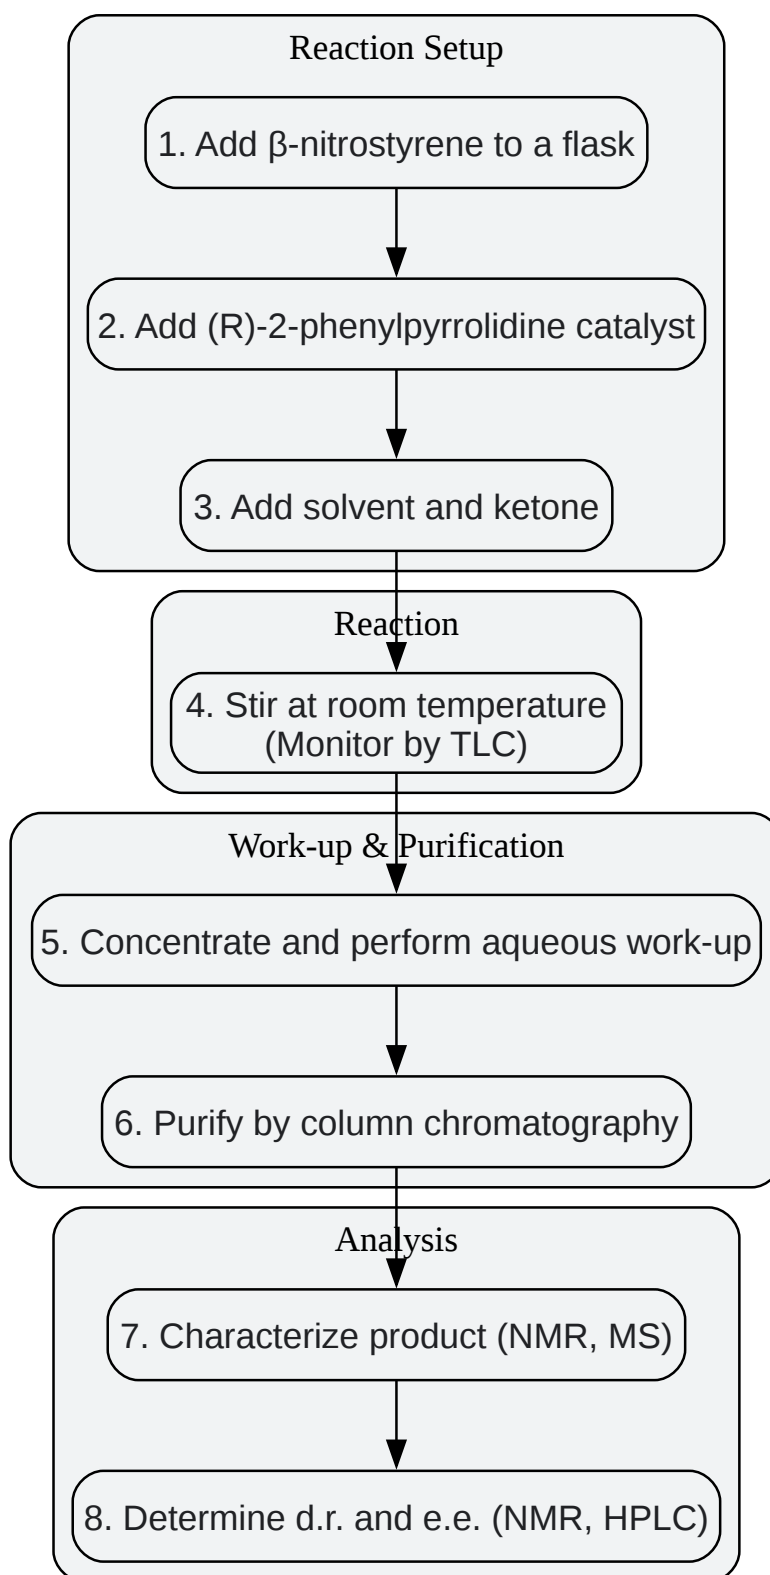 Reaction Setup
1. Add β-nitrostyrene to a flask
2. Add (R)-2-phenylpyrrolidine catalyst
3. Add solvent and ketone
Reaction
4. Stir at room temperature
(Monitor by TLC)
Work-up & Purification
5. Concentrate and perform aqueous work-up
6. Purify by column chromatography
Analysis
7. Characterize product (NMR, MS)
8. Determine d.r. and e.e. (NMR, HPLC)